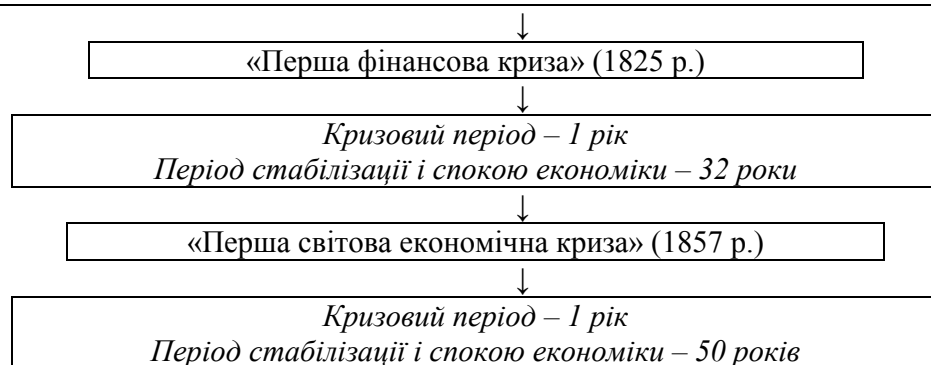 ↓
«Перша фінансова криза» (1825 р.)
↓
Кризовий період – 1 рік
Період стабілізації і спокою економіки – 32 роки
↓
«Перша світова економічна криза» (1857 р.)
↓
Кризовий період – 1 рік
Період стабілізації і спокою економіки – 50 років